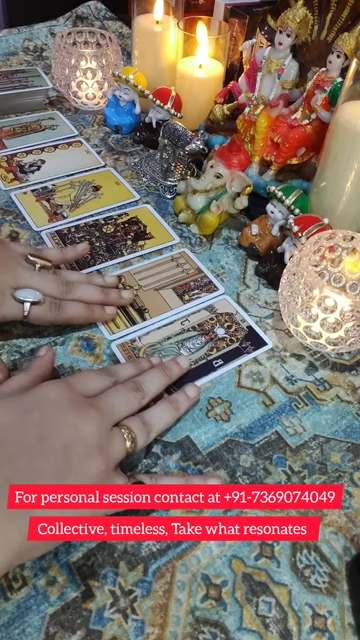 For personal session contact at +91-7369074049
Collective, timeless, Take what resonates